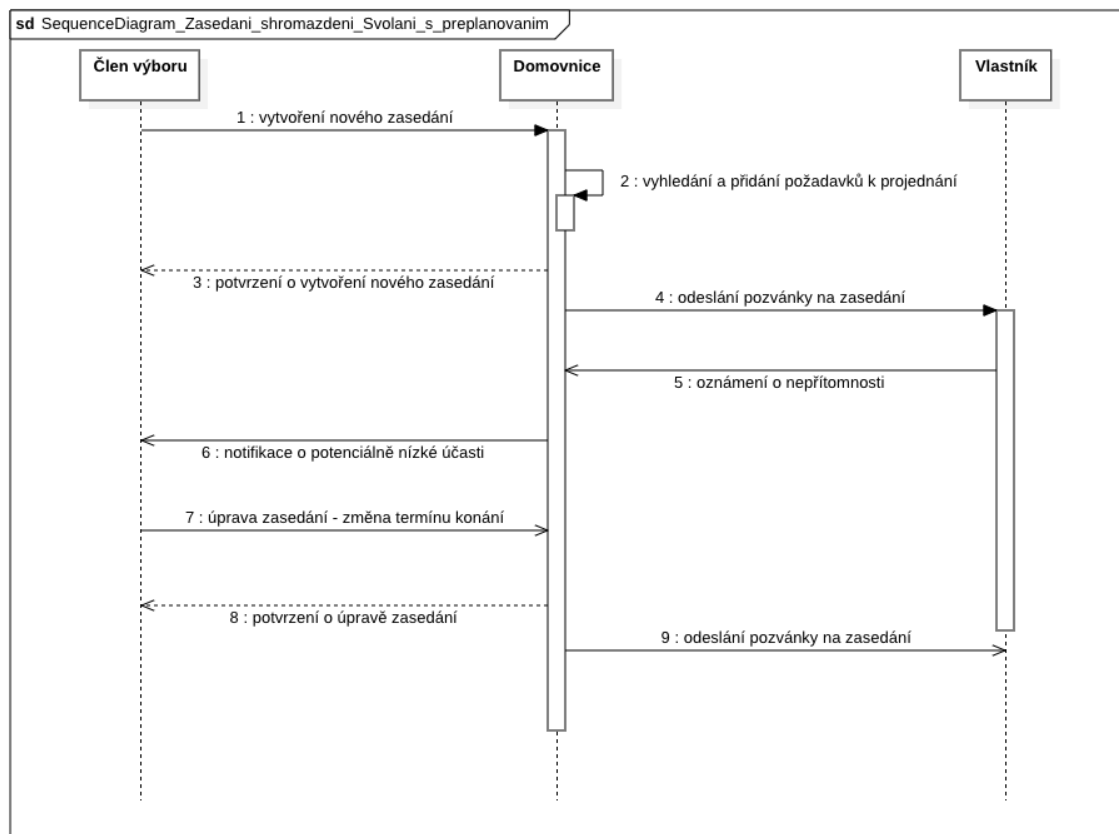 sd SequenceDiagram_Zasedani_shromazdeni_Svolani_s_preplanovanim
Člen výboru
Domovnice
Vlastník
1 : vytvoření nového zasedání
2 : vyhledání a přidání požadavků k projednání
3 : potvrzení o vytvoření nového zasedání
4 : odeslání pozvánky na zasedání
5 : oznámení o nepřítomnosti
6 : notifikace o potenciálně nízké účasti
7 : úprava zasedání - změna termínu konání
8 : potvrzení o úpravě zasedání
9 : odeslání pozvánky na zasedání